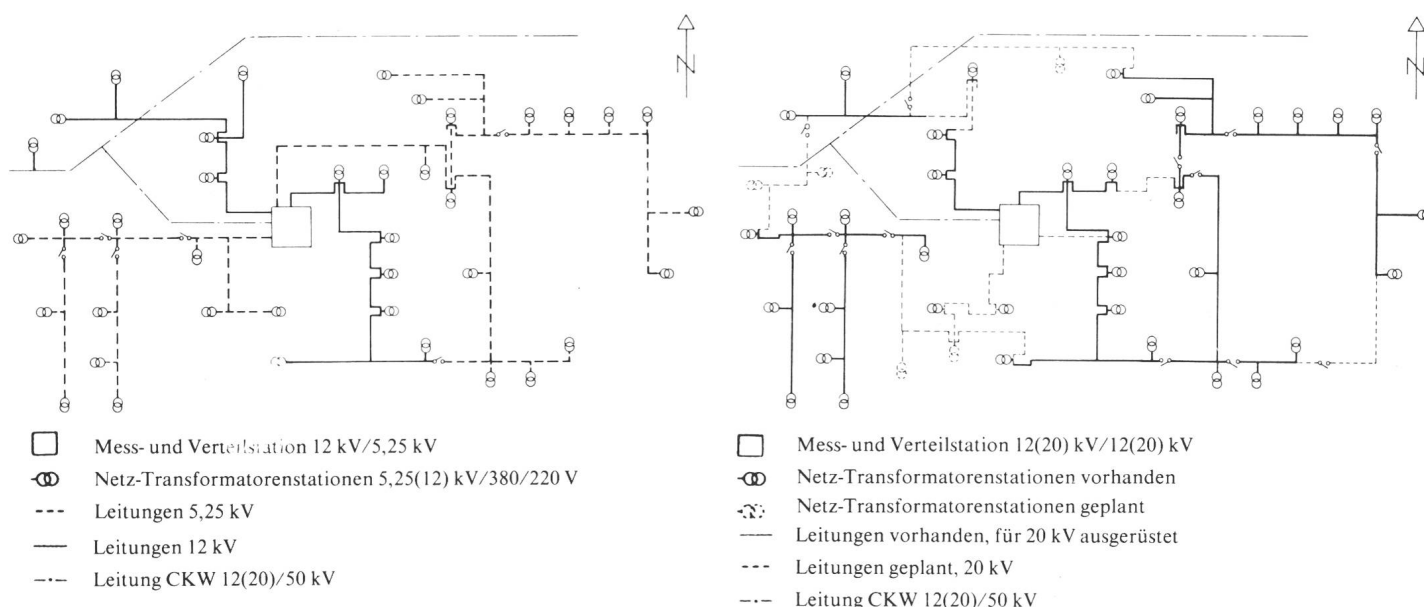 N
N
Mess- und Verteilstation 12 kV/5,25 kV
Netz-Transformatorenstationen 5,25(12) kV/380/220 V
Leitungen 5,25 kV
Leitungen 12 kV
Leitung CKW 12(20)/50 kV
Mess- und Verteilstation 12(20) kV/12(20) kV
Netz-Transformatorenstationen vorhanden
Netz-Transformatorenstationen geplant
Leitungen vorhanden, für 20 kV ausgerüstet
Leitungen geplant, 20 kV
Leitung CKW 12(20)/50 kV